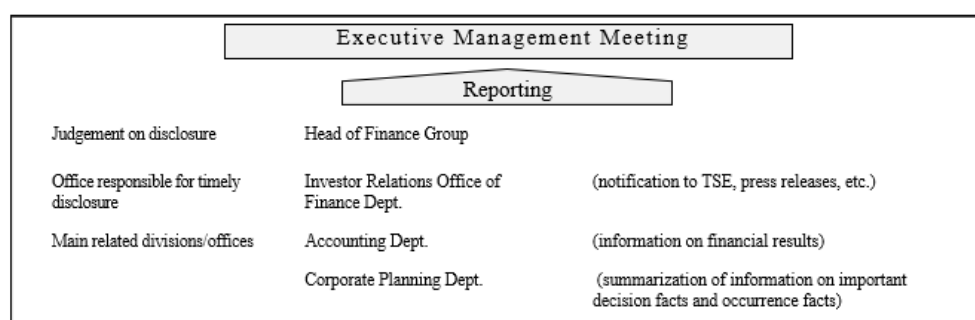 Executive Management Meeting
Reporting
Judgement on disclosure Head of Finance Group
Office responsible for timely Investor Relations Office of (notification to TSE, press releases, etc.)
disclosure Finance Dept.
Main related divisions/offices Accounting Dept. (information on financial results)
Corporate Planning Dept. (summarization of information on important
decision facts and occurrence facts)